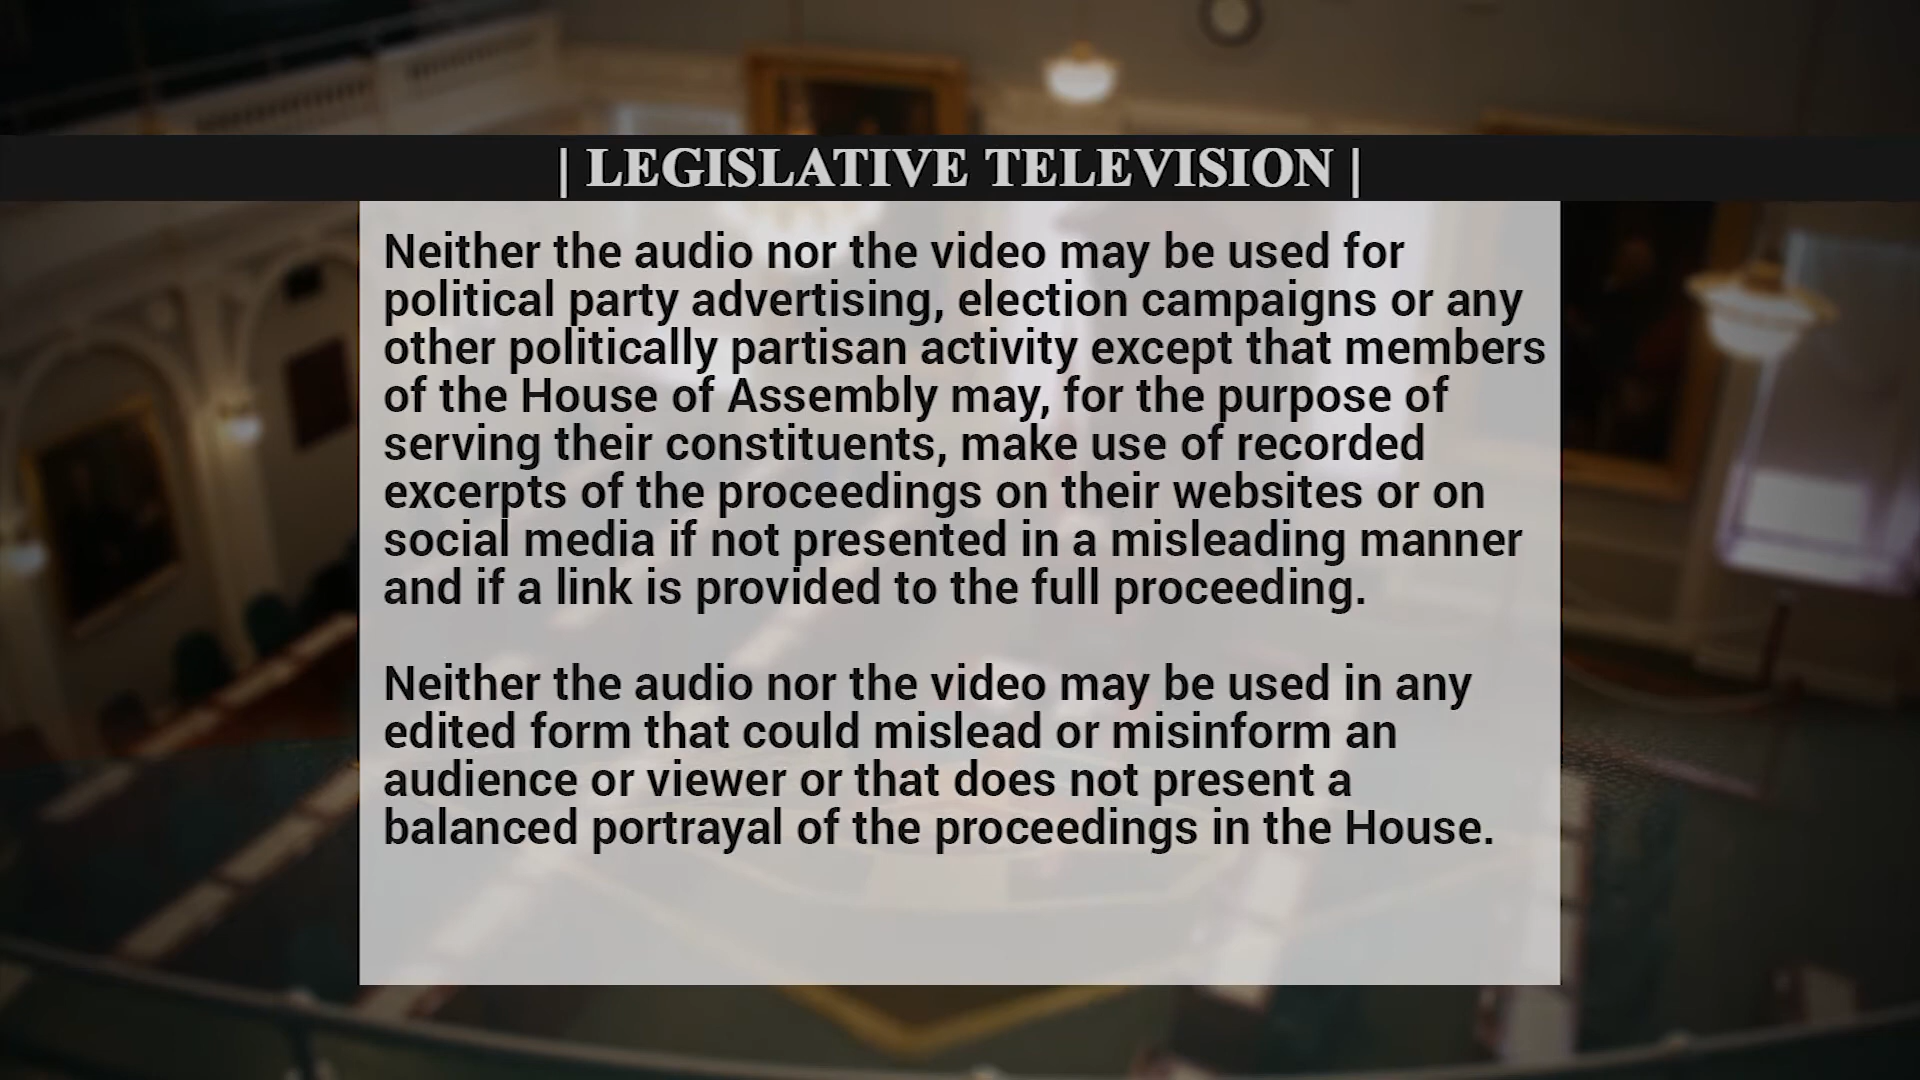 | LEGISLATIVE TELEVISION |
Neither the audio nor the video may be used for
political party advertising, election campaigns or any
other politically partisan activity except that members
of the House of Assembly may, for the purpose of
serving their constituents, make use of recorded
excerpts of the proceedings on their websites or on
social media if not presented in a misleading manner
and if a link is provided to the full proceeding.
Neither the audio nor the video may be used in any
edited form that could mislead or misinform an
audience or viewer or that does not present a
balanced portrayal of the proceedings in the House.